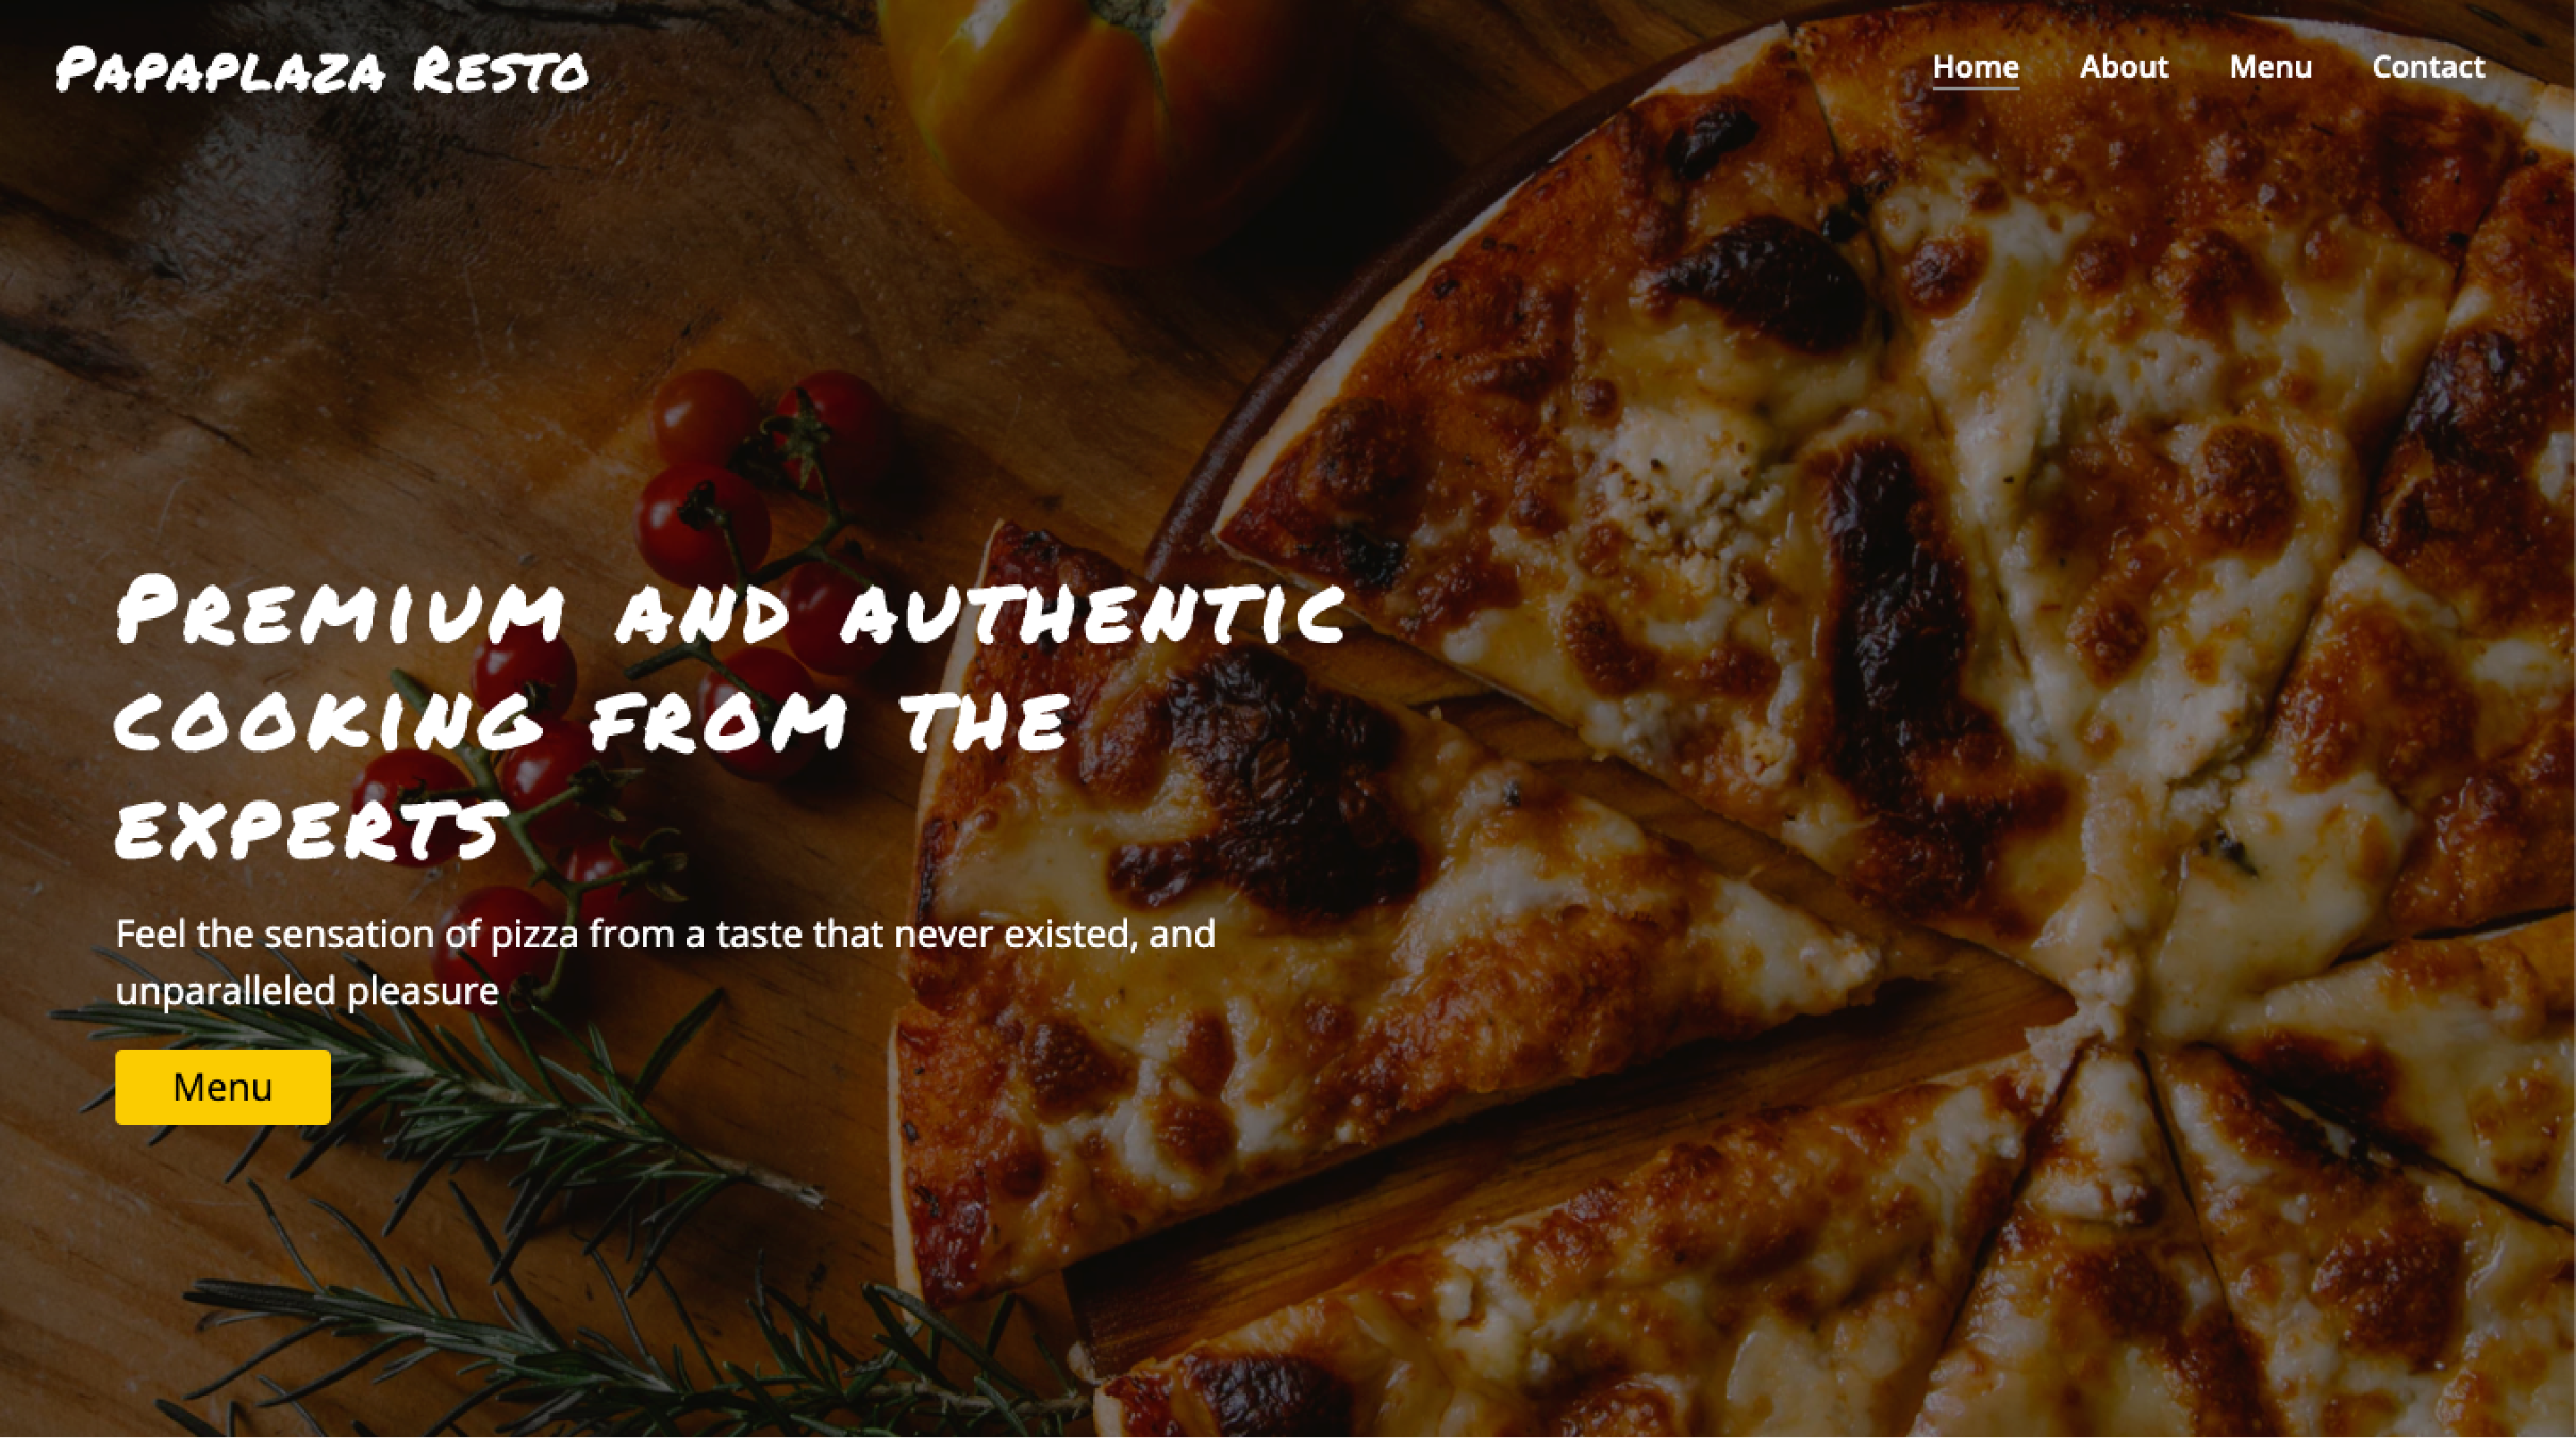 Papaplaza Resto
Home About Menu Contact
Premium and authentic
cooking from the
experts
Feel the sensation of pizza from a taste that never existed, and
unparalleled pleasure
Menu